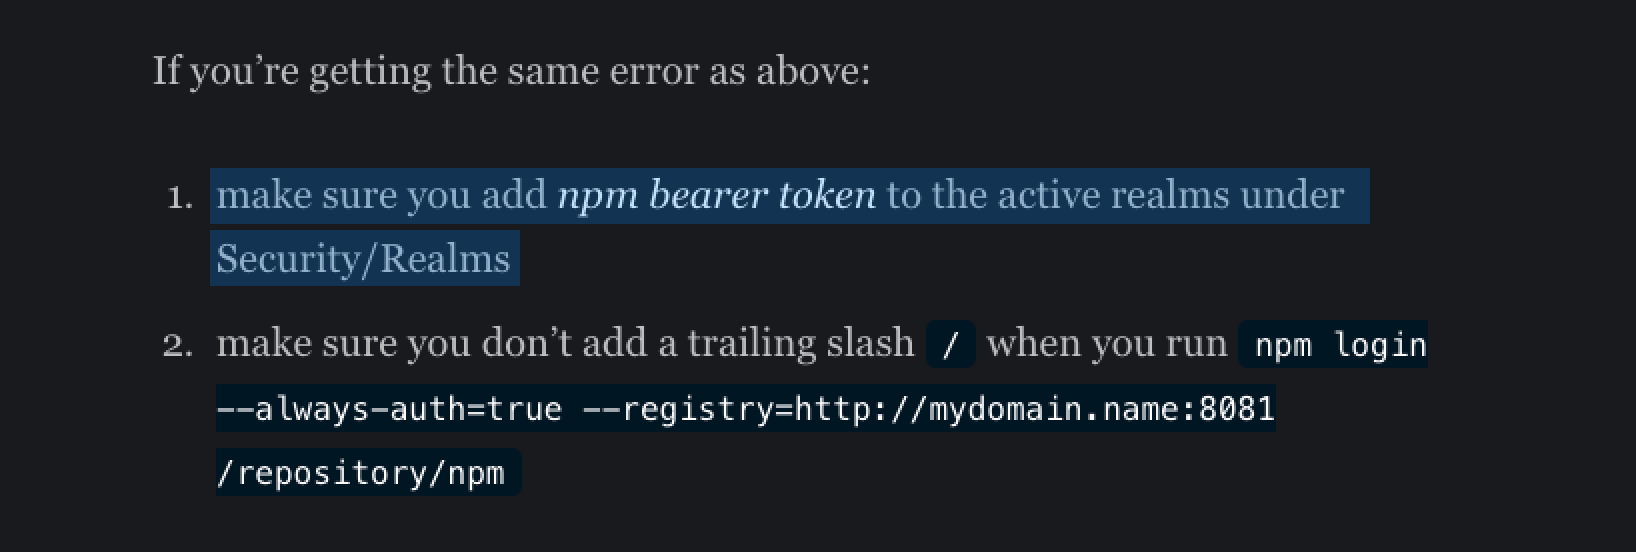 If you’re getting the same error as above:
1. make sure you add npm bearer token to the active realms under
Security/Realms
2. make sure you don’t add a trailing slash / when you run npm login
--always-auth=true --registry=http://mydomain.name:8081
/repository/npm